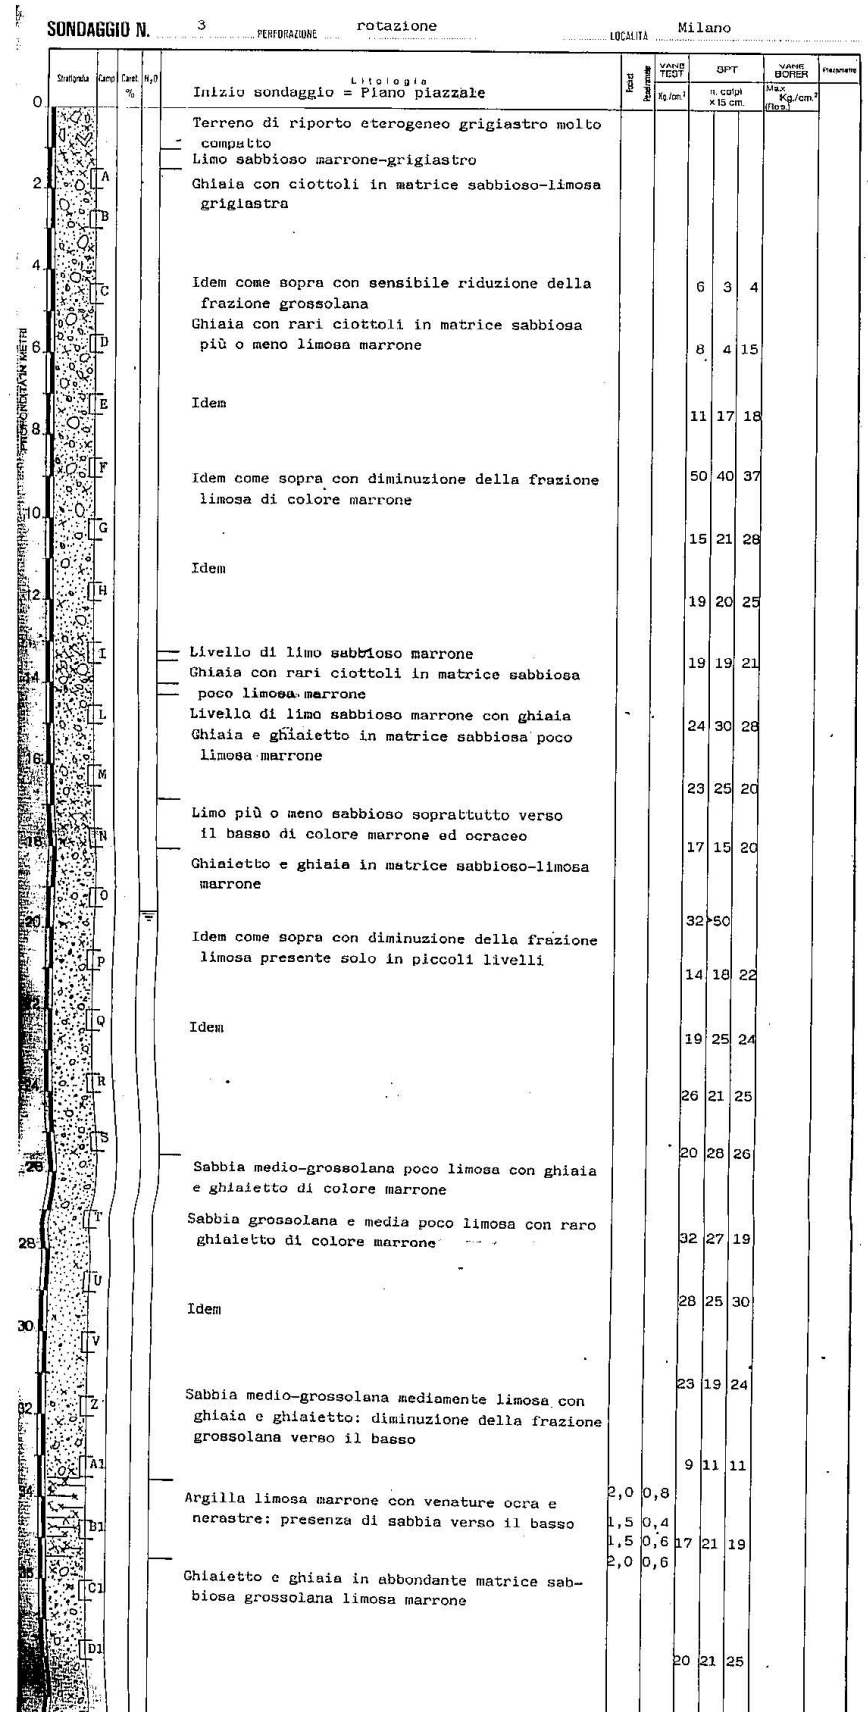 SONDAGGIO N. 3 PERFORAZIONE rotazione LOCALITÀ Milano
Stratigrafia Camp. Carot. % H₂O Litologia Pocket Penetrometer VANE TEST Kg./cm.² SPT n. colpi x 15 cm. VANE BORER Max Kg./cm.² (Res.) Piezometro
Inizio sondaggio = Piano piazzale
0
Terreno di riporto eterogeneo grigiastro molto
compatto
Limo sabbioso marrone-grigiastro
2 A Ghiaia con ciottoli in matrice sabbioso-limosa
grigiastra
B
4
C Idem come sopra con sensibile riduzione della 6 3 4
frazione grossolana
Ghiaia con rari ciottoli in matrice sabbiosa
6 D più o meno limosa marrone 8 4 15
PROFONDITÀ IN METRI
E Idem 11 17 18
8
F Idem come sopra con diminuzione della frazione 50 40 37
limosa di colore marrone
10
G 15 21 28
Idem
12 H 19 20 25
I Livello di limo sabbioso marrone 19 19 21
14 Ghiaia con rari ciottoli in matrice sabbiosa
poco limosa marrone
L Livello di limo sabbioso marrone con ghiaia 24 30 28
Ghiaia e ghiaietto in matrice sabbiosa poco
16 limosa marrone
M 23 25 20
Limo più o meno sabbioso soprattutto verso
18 N il basso di colore marrone ed ocraceo 17 15 20
Ghiaietto e ghiaia in matrice sabbioso-limosa
marrone
O
20 32 >50
Idem come sopra con diminuzione della frazione
P limosa presente solo in piccoli livelli 14 18 22
22
Q Idem 19 25 24
24 R 26 21 25
S 20 28 26
26 Sabbia medio-grossolana poco limosa con ghiaia
e ghiaietto di colore marrone
T Sabbia grossolana e media poco limosa con raro
28 ghiaietto di colore marrone 32 27 19
U
Idem 28 25 30
30
V
23 19 24
32 Z Sabbia medio-grossolana mediamente limosa con
ghiaia e ghiaietto: diminuzione della frazione
grossolana verso il basso
A1 9 11 11
34 2,0 0,8
Argilla limosa marrone con venature ocra e
B1 nerastre: presenza di sabbia verso il basso 1,5 0,4
1,5 0,6 17 21 19
2,0 0,6
36 Ghiaietto e ghiaia in abbondante matrice sab-
C1 biosa grossolana limosa marrone
D1 20 21 25